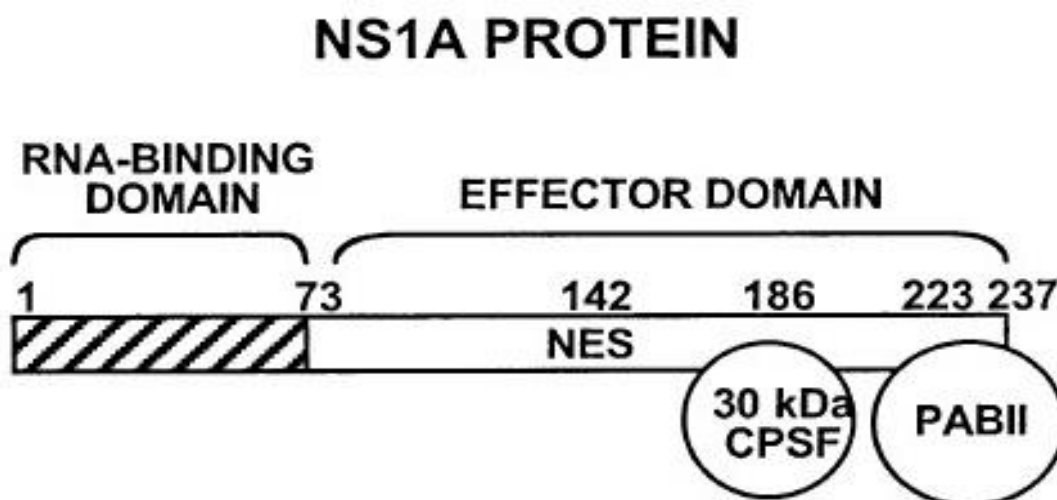 NS1A PROTEIN
RNA-BINDING
DOMAIN
EFFECTOR DOMAIN
1 73 142 186 223 237
NES
30 kDa
CPSF
PABII